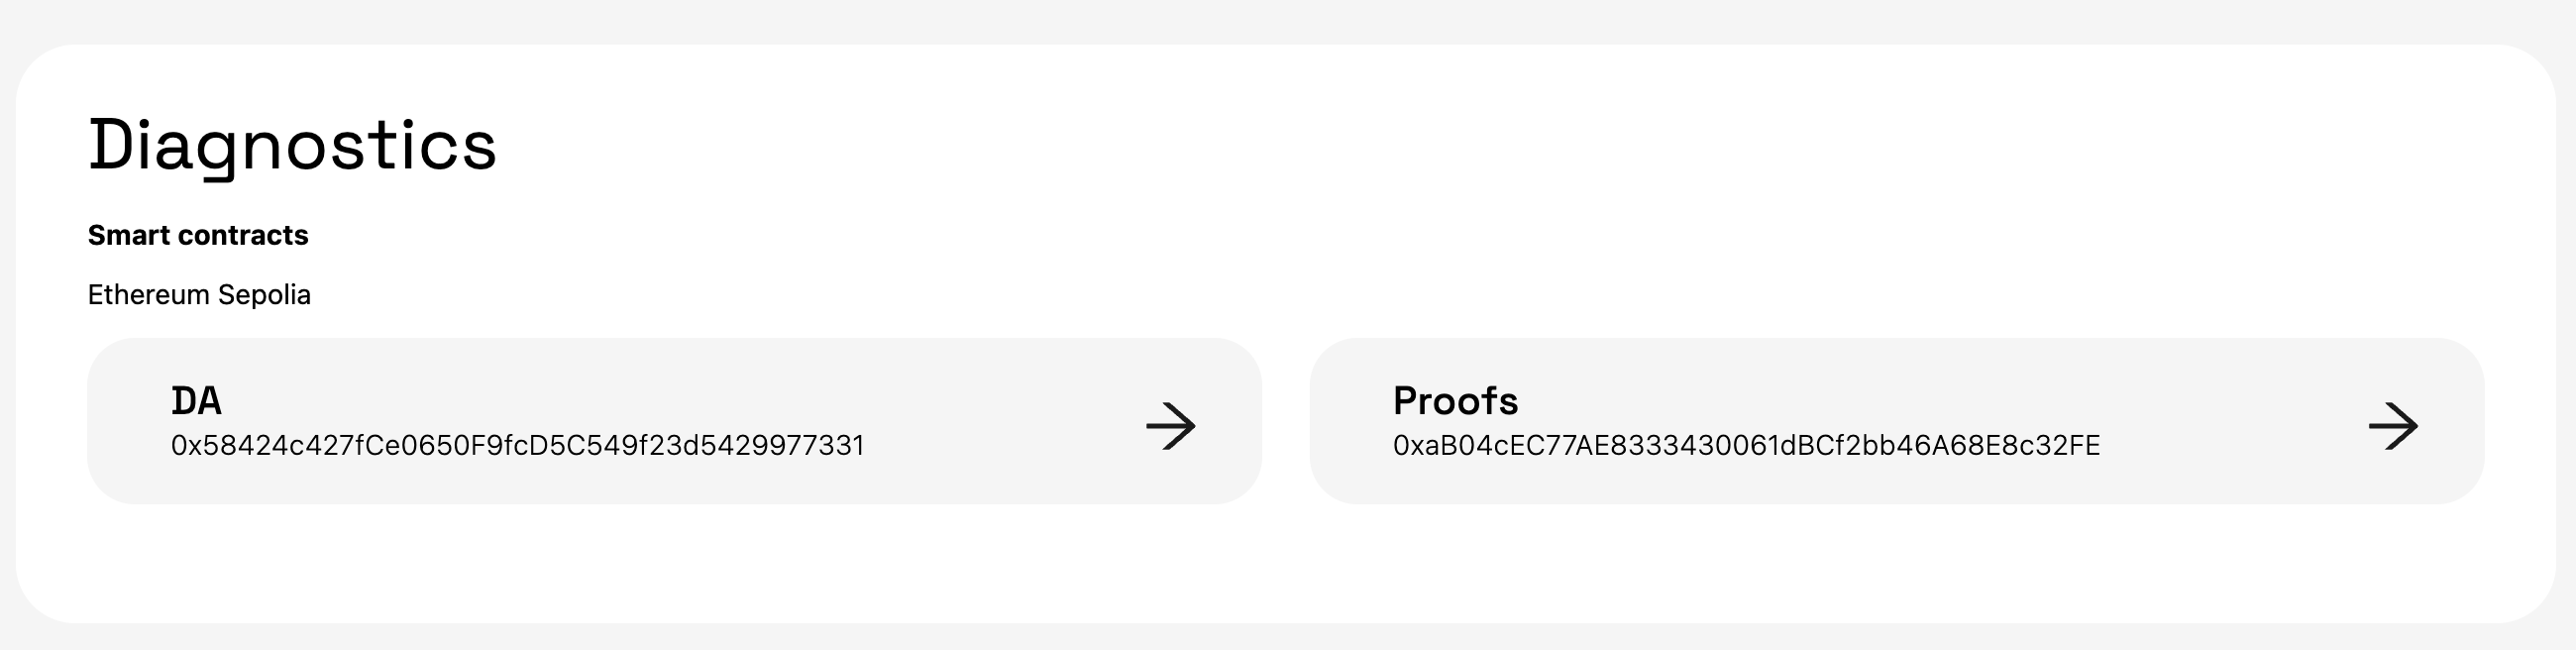 Diagnostics
Smart contracts
Ethereum Sepolia
DA
0x58424c427fCe0650F9fcD5C549f23d5429977331
Proofs
0xaB04cEC77AE8333430061dBCf2bb46A68E8c32FE